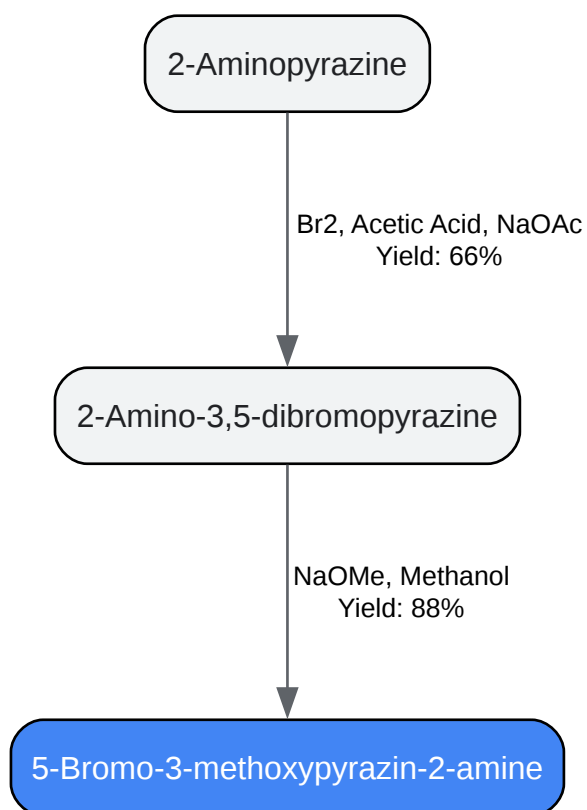 2-Aminopyrazine
Br2, Acetic Acid, NaOAc
Yield: 66%
2-Amino-3,5-dibromopyrazine
NaOMe, Methanol
Yield: 88%
5-Bromo-3-methoxypyrazin-2-amine